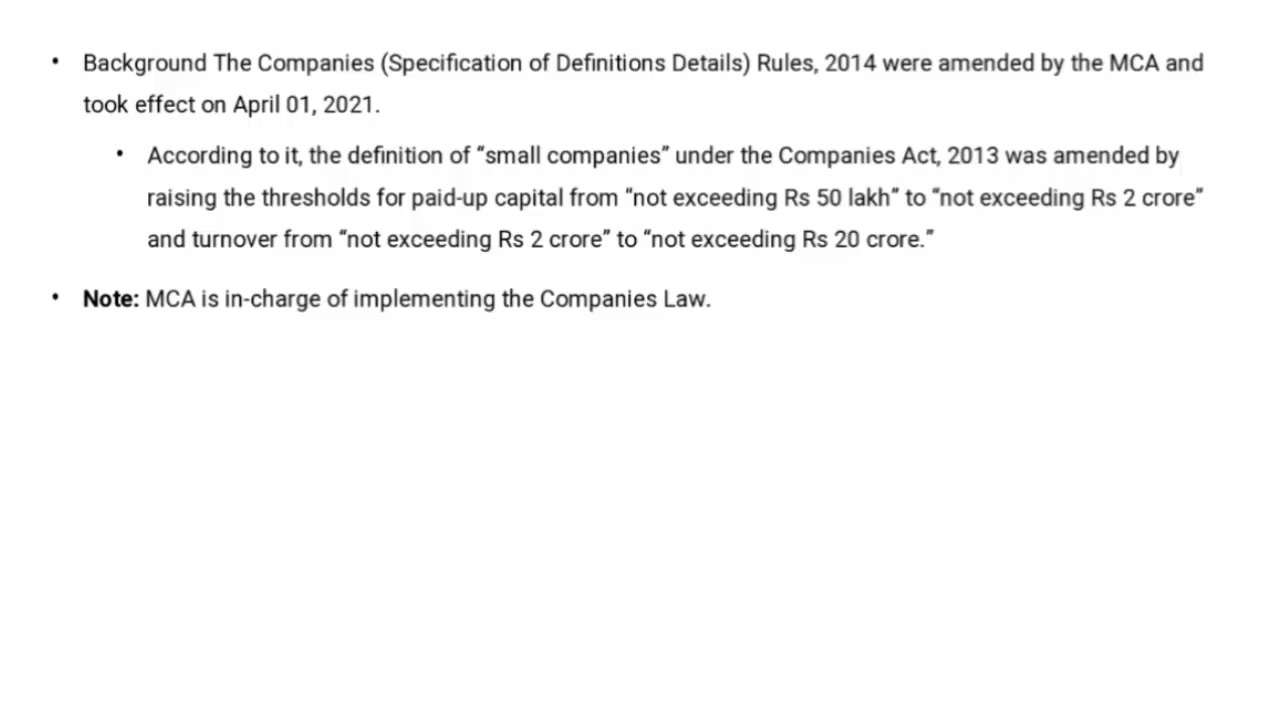 • Background The Companies (Specification of Definitions Details) Rules, 2014 were amended by the MCA and
took effect on April 01, 2021.
• According to it, the definition of “small companies” under the Companies Act, 2013 was amended by
raising the thresholds for paid-up capital from “not exceeding Rs 50 lakh” to “not exceeding Rs 2 crore”
and turnover from “not exceeding Rs 2 crore” to “not exceeding Rs 20 crore.”
• Note: MCA is in-charge of implementing the Companies Law.